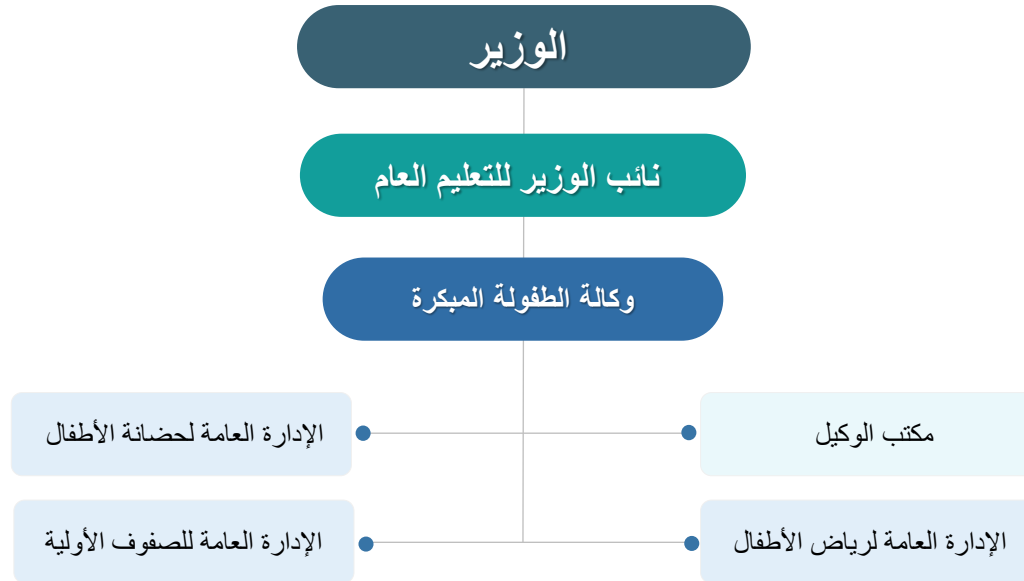 الوزير
نائب الوزير للتعليم العام
وكالة الطفولة المبكرة
مكتب الوكيل
الإدارة العامة لحضانة الأطفال
الإدارة العامة لرياض الأطفال
الإدارة العامة للصفوف الأولية